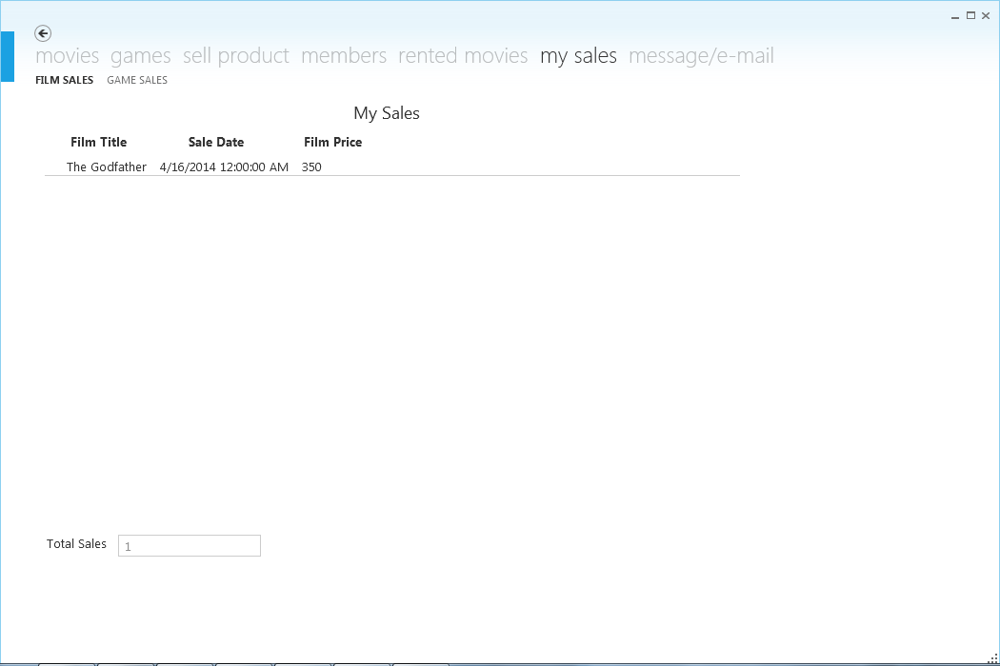 movies games sell product members rented movies my sales message/e-mail
FILM SALES GAME SALES
My Sales
Film Title Sale Date Film Price
The Godfather 4/16/2014 12:00:00 AM 350
Total Sales 1